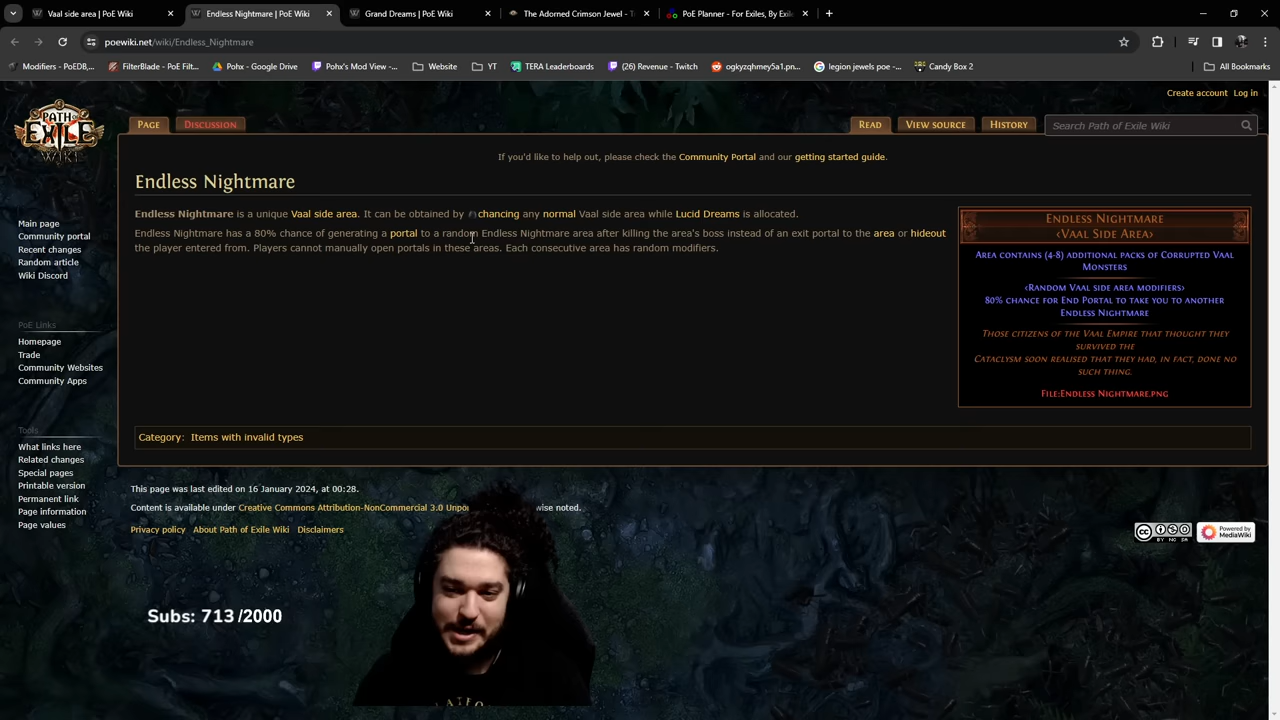 Vaal side area | PoE Wiki
Endless Nightmare | PoE Wiki
Grand Dreams | PoE Wiki
The Adorned Crimson Jewel -
PoE Planner - For Exiles, By Exile
poewiki.net/wiki/Endless_Nightmare
Modifiers - PoEDB,...
FilterBlade - PoE Filt...
Pohx - Google Drive
Pohx's Mod View -...
Website
YT
TERA Leaderboards
(26) Revenue - Twitch
ogkyzqhmey5a1.pn...
legion jewels poe -...
Candy Box 2
All Bookmarks
Create account Log in
PATH OF
EXILE
WIKI
PAGE DISCUSSION
READ VIEW SOURCE HISTORY
Search Path of Exile Wiki
If you'd like to help out, please check the Community Portal and our getting started guide.
Endless Nightmare
Endless Nightmare is a unique Vaal side area. It can be obtained by chancing any normal Vaal side area while Lucid Dreams is allocated.
Endless Nightmare has a 80% chance of generating a portal to a random Endless Nightmare area after killing the area's boss instead of an exit portal to the area or hideout
the player entered from. Players cannot manually open portals in these areas. Each consecutive area has random modifiers.
ENDLESS NIGHTMARE
<VAAL SIDE AREA>
AREA CONTAINS (4-8) ADDITIONAL PACKS OF CORRUPTED VAAL
MONSTERS
<RANDOM VAAL SIDE AREA MODIFIERS>
80% CHANCE FOR END PORTAL TO TAKE YOU TO ANOTHER
ENDLESS NIGHTMARE
THOSE CITIZENS OF THE VAAL EMPIRE THAT THOUGHT THEY
SURVIVED THE
CATACLYSM SOON REALISED THAT THEY HAD, IN FACT, DONE NO
SUCH THING.
FILE:ENDLESS NIGHTMARE.PNG
Category: Items with invalid types
Main page
Community portal
Recent changes
Random article
Wiki Discord
PoE Links
Homepage
Trade
Community Websites
Community Apps
Tools
What links here
Related changes
Special pages
Printable version
Permanent link
Page information
Page values
This page was last edited on 16 January 2024, at 00:28.
Content is available under Creative Commons Attribution-NonCommercial 3.0 Unpo wise noted.
Privacy policy About Path of Exile Wiki Disclaimers
Powered by
MediaWiki
BY NC SA
Subs: 713 /2000